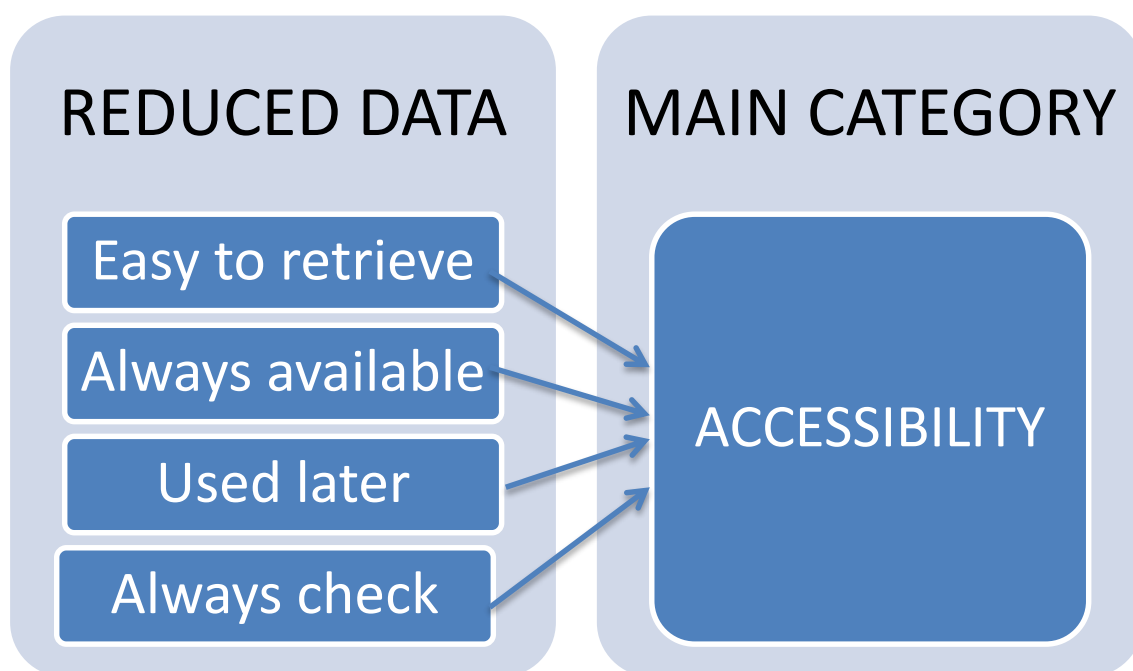 REDUCED DATA
Easy to retrieve
Always available
Used later
Always check
MAIN CATEGORY
ACCESSIBILITY